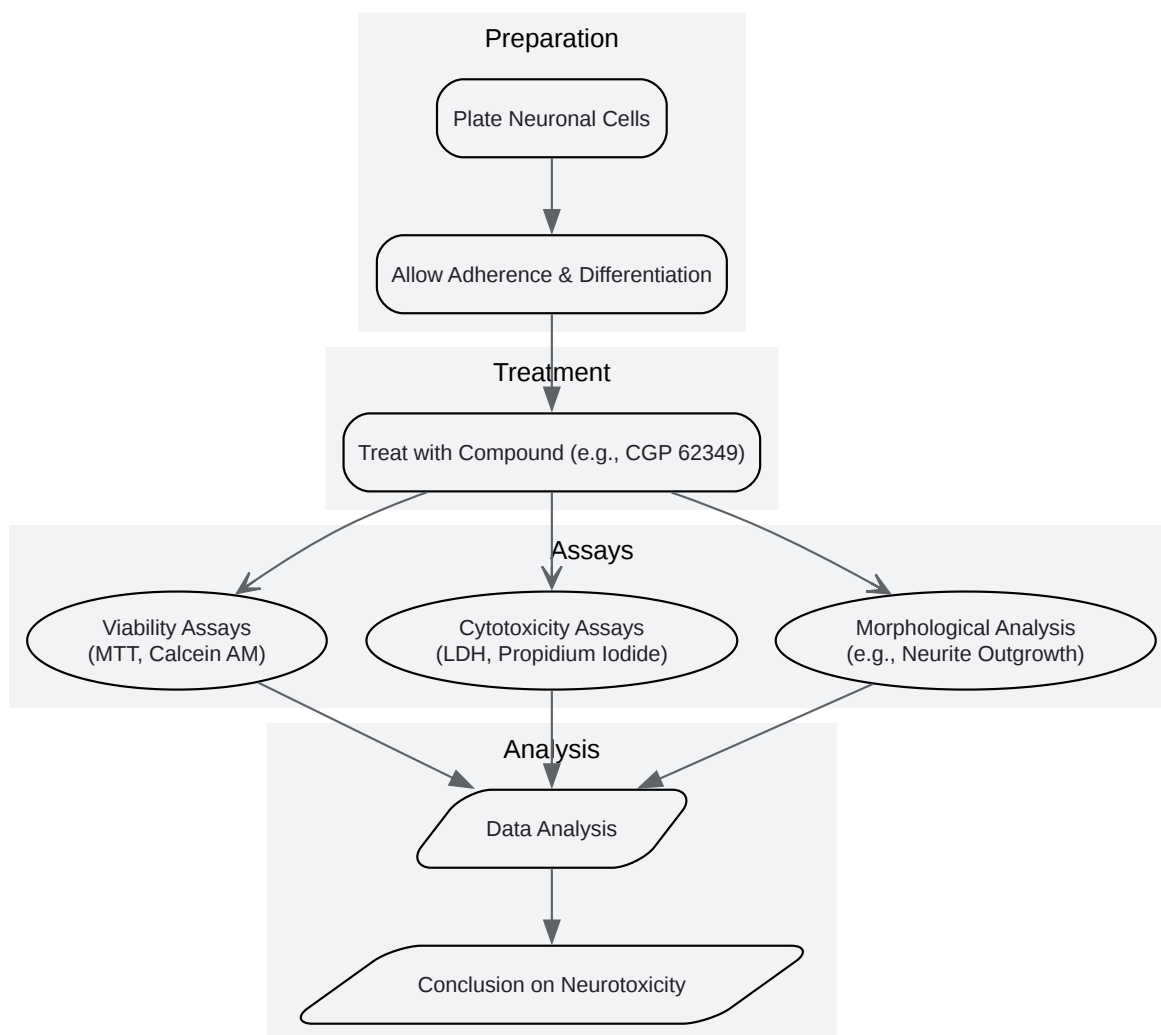 Preparation
Plate Neuronal Cells
Allow Adherence & Differentiation
Treatment
Treat with Compound (e.g., CGP 62349)
Assays
Viability Assays
(MTT, Calcein AM)
Cytotoxicity Assays
(LDH, Propidium Iodide)
Morphological Analysis
(e.g., Neurite Outgrowth)
Analysis
Data Analysis
Conclusion on Neurotoxicity